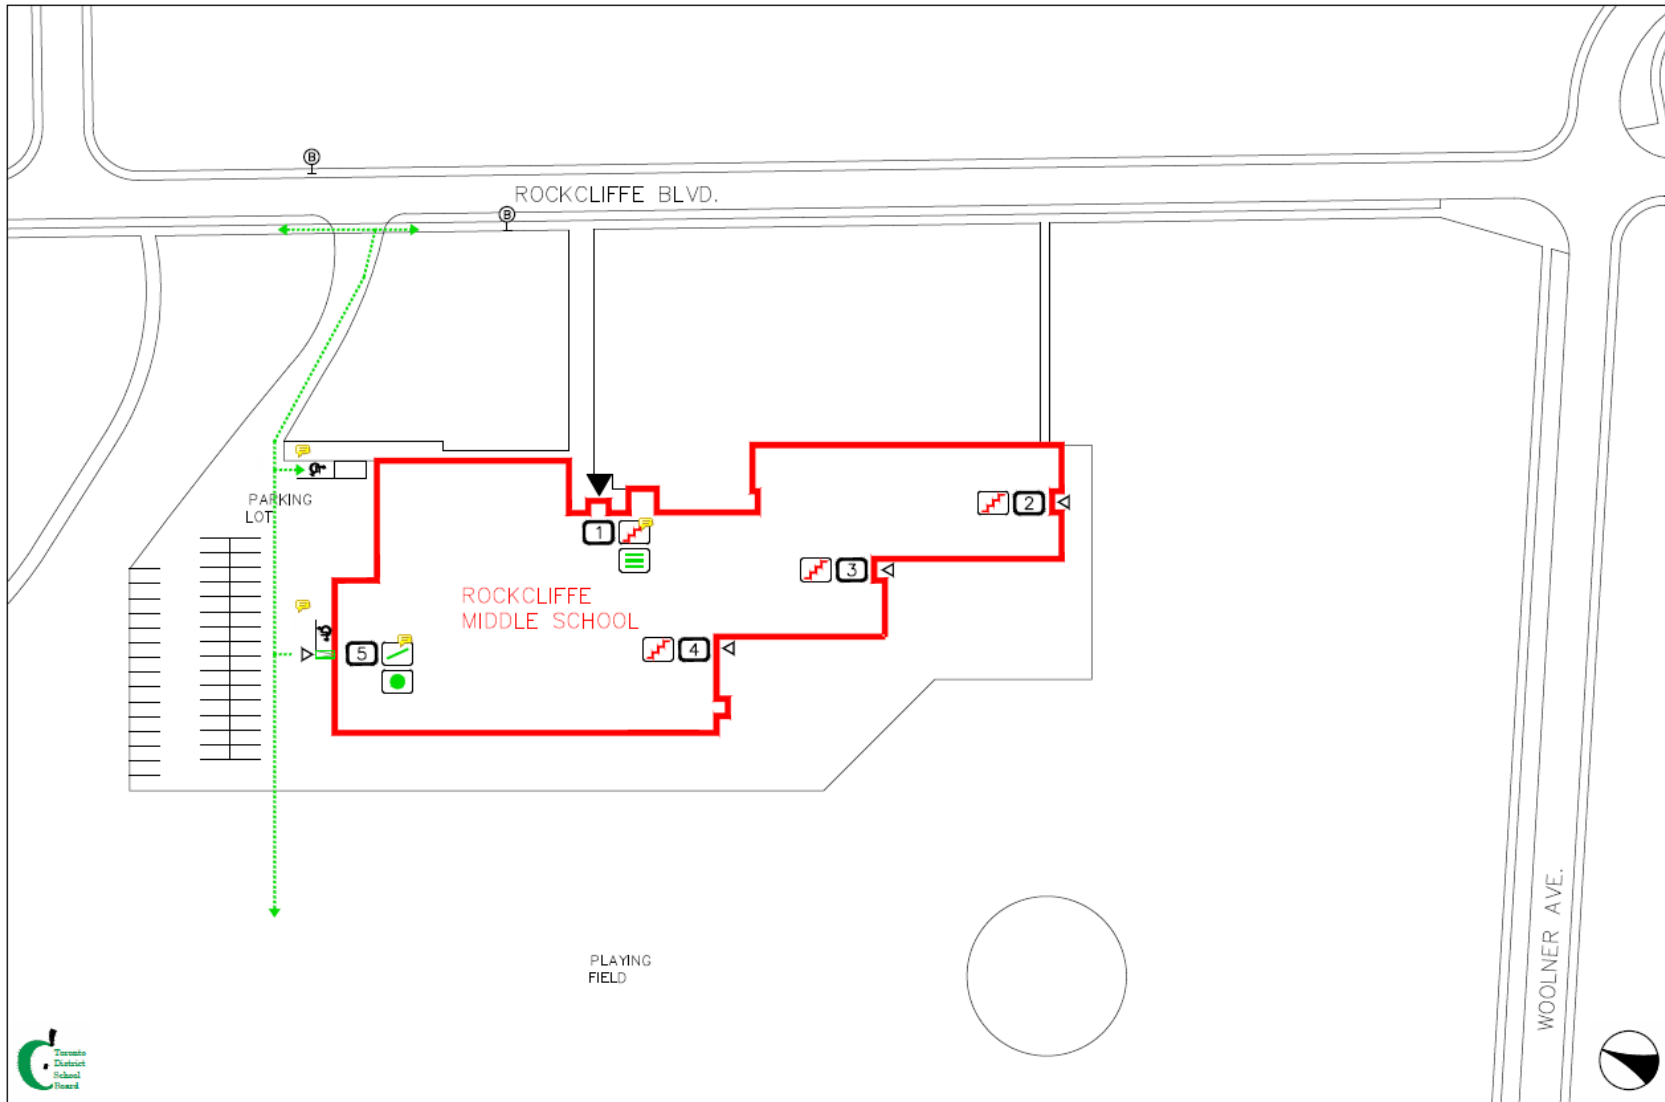 B
ROCKCLIFFE BLVD.
B
PARKING
LOT
1
2
3
ROCKCLIFFE
MIDDLE SCHOOL
4
5
PLAYING
FIELD
WOOLNER AVE.
Toronto
District
School
Board